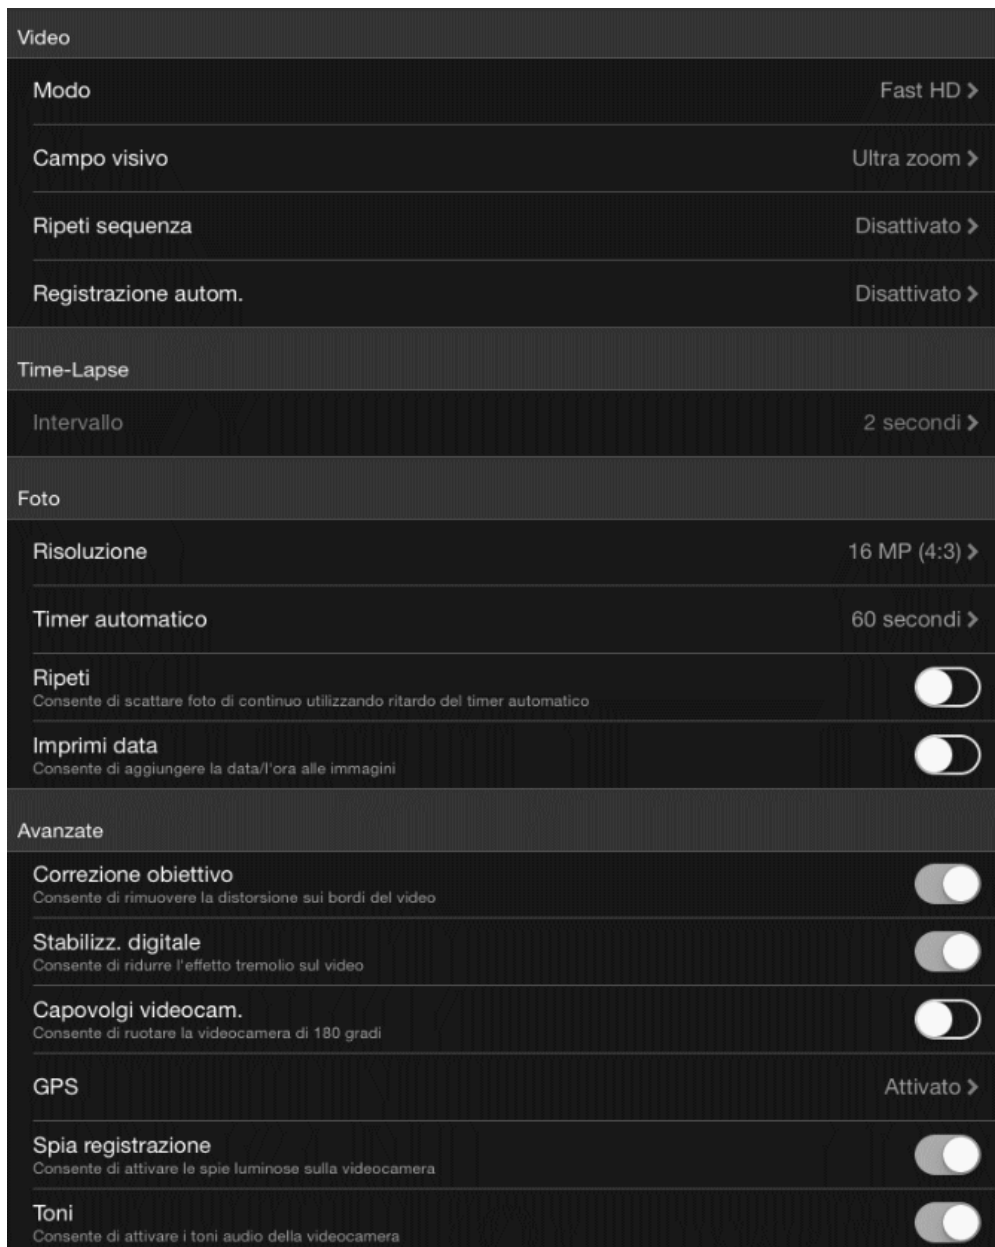 Video
Modo Fast HD >
Campo visivo Ultra zoom >
Ripeti sequenza Disattivato >
Registrazione autom. Disattivato >
Time-Lapse
Intervallo 2 secondi >
Foto
Risoluzione 16 MP (4:3) >
Timer automatico 60 secondi >
Ripeti
Consente di scattare foto di continuo utilizzando ritardo del timer automatico
Imprimi data
Consente di aggiungere la data/l'ora alle immagini
Avanzate
Correzione obiettivo
Consente di rimuovere la distorsione sui bordi del video
Stabilizz. digitale
Consente di ridurre l'effetto tremolio sul video
Capovolgi videocam.
Consente di ruotare la videocamera di 180 gradi
GPS Attivato >
Spia registrazione
Consente di attivare le spie luminose sulla videocamera
Toni
Consente di attivare i toni audio della videocamera